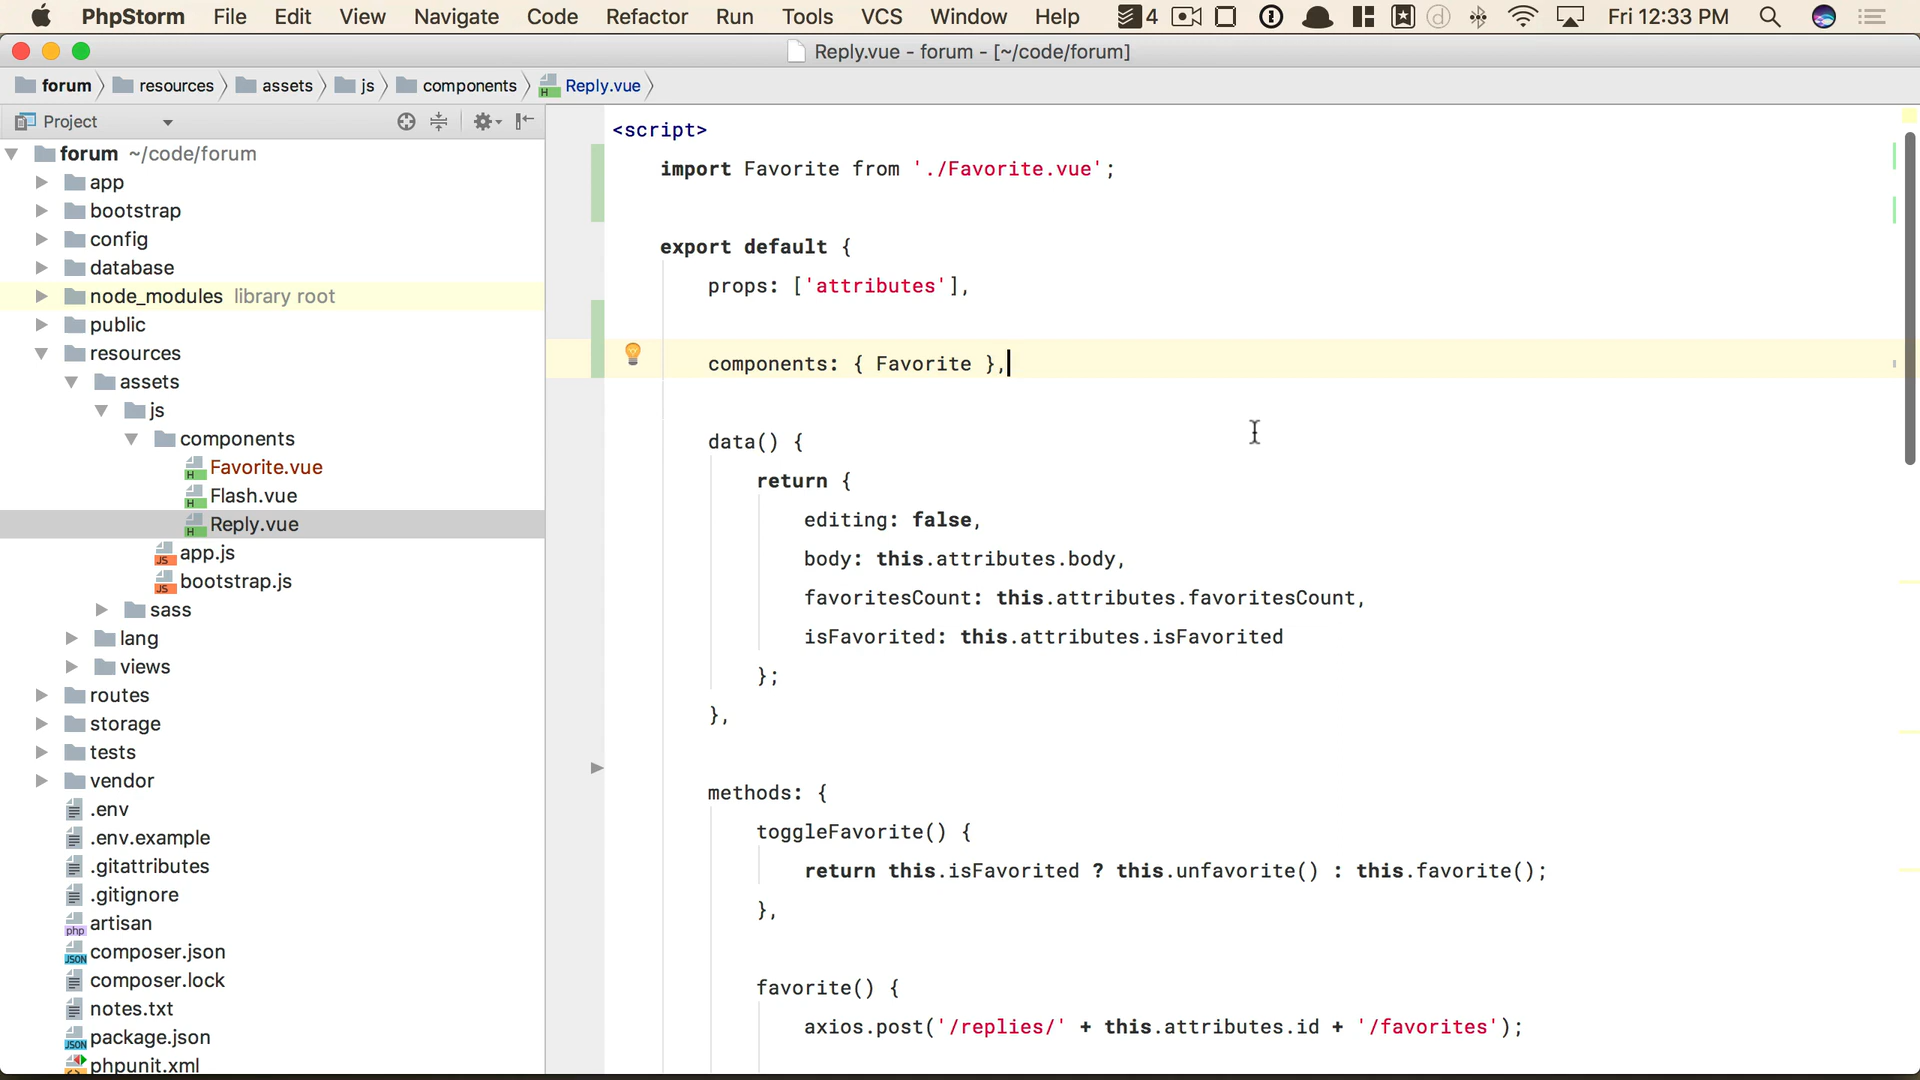 PhpStorm File Edit View Navigate Code Refactor Run Tools VCS Window Help 4 Fri 12:33 PM
Reply.vue - forum - [~/code/forum]
forum resources assets js components Reply.vue
Project
forum ~/code/forum
app
bootstrap
config
database
node_modules library root
public
resources
assets
js
components
Favorite.vue
Flash.vue
Reply.vue
app.js
bootstrap.js
sass
lang
views
routes
storage
tests
vendor
.env
.env.example
.gitattributes
.gitignore
artisan
composer.json
composer.lock
notes.txt
package.json
phpunit.xml
<script>
import Favorite from './Favorite.vue';
export default {
props: ['attributes'],
components: { Favorite },
data() {
return {
editing: false,
body: this.attributes.body,
favoritesCount: this.attributes.favoritesCount,
isFavorited: this.attributes.isFavorited
};
},
methods: {
toggleFavorite() {
return this.isFavorited ? this.unfavorite() : this.favorite();
},
favorite() {
axios.post('/replies/' + this.attributes.id + '/favorites');